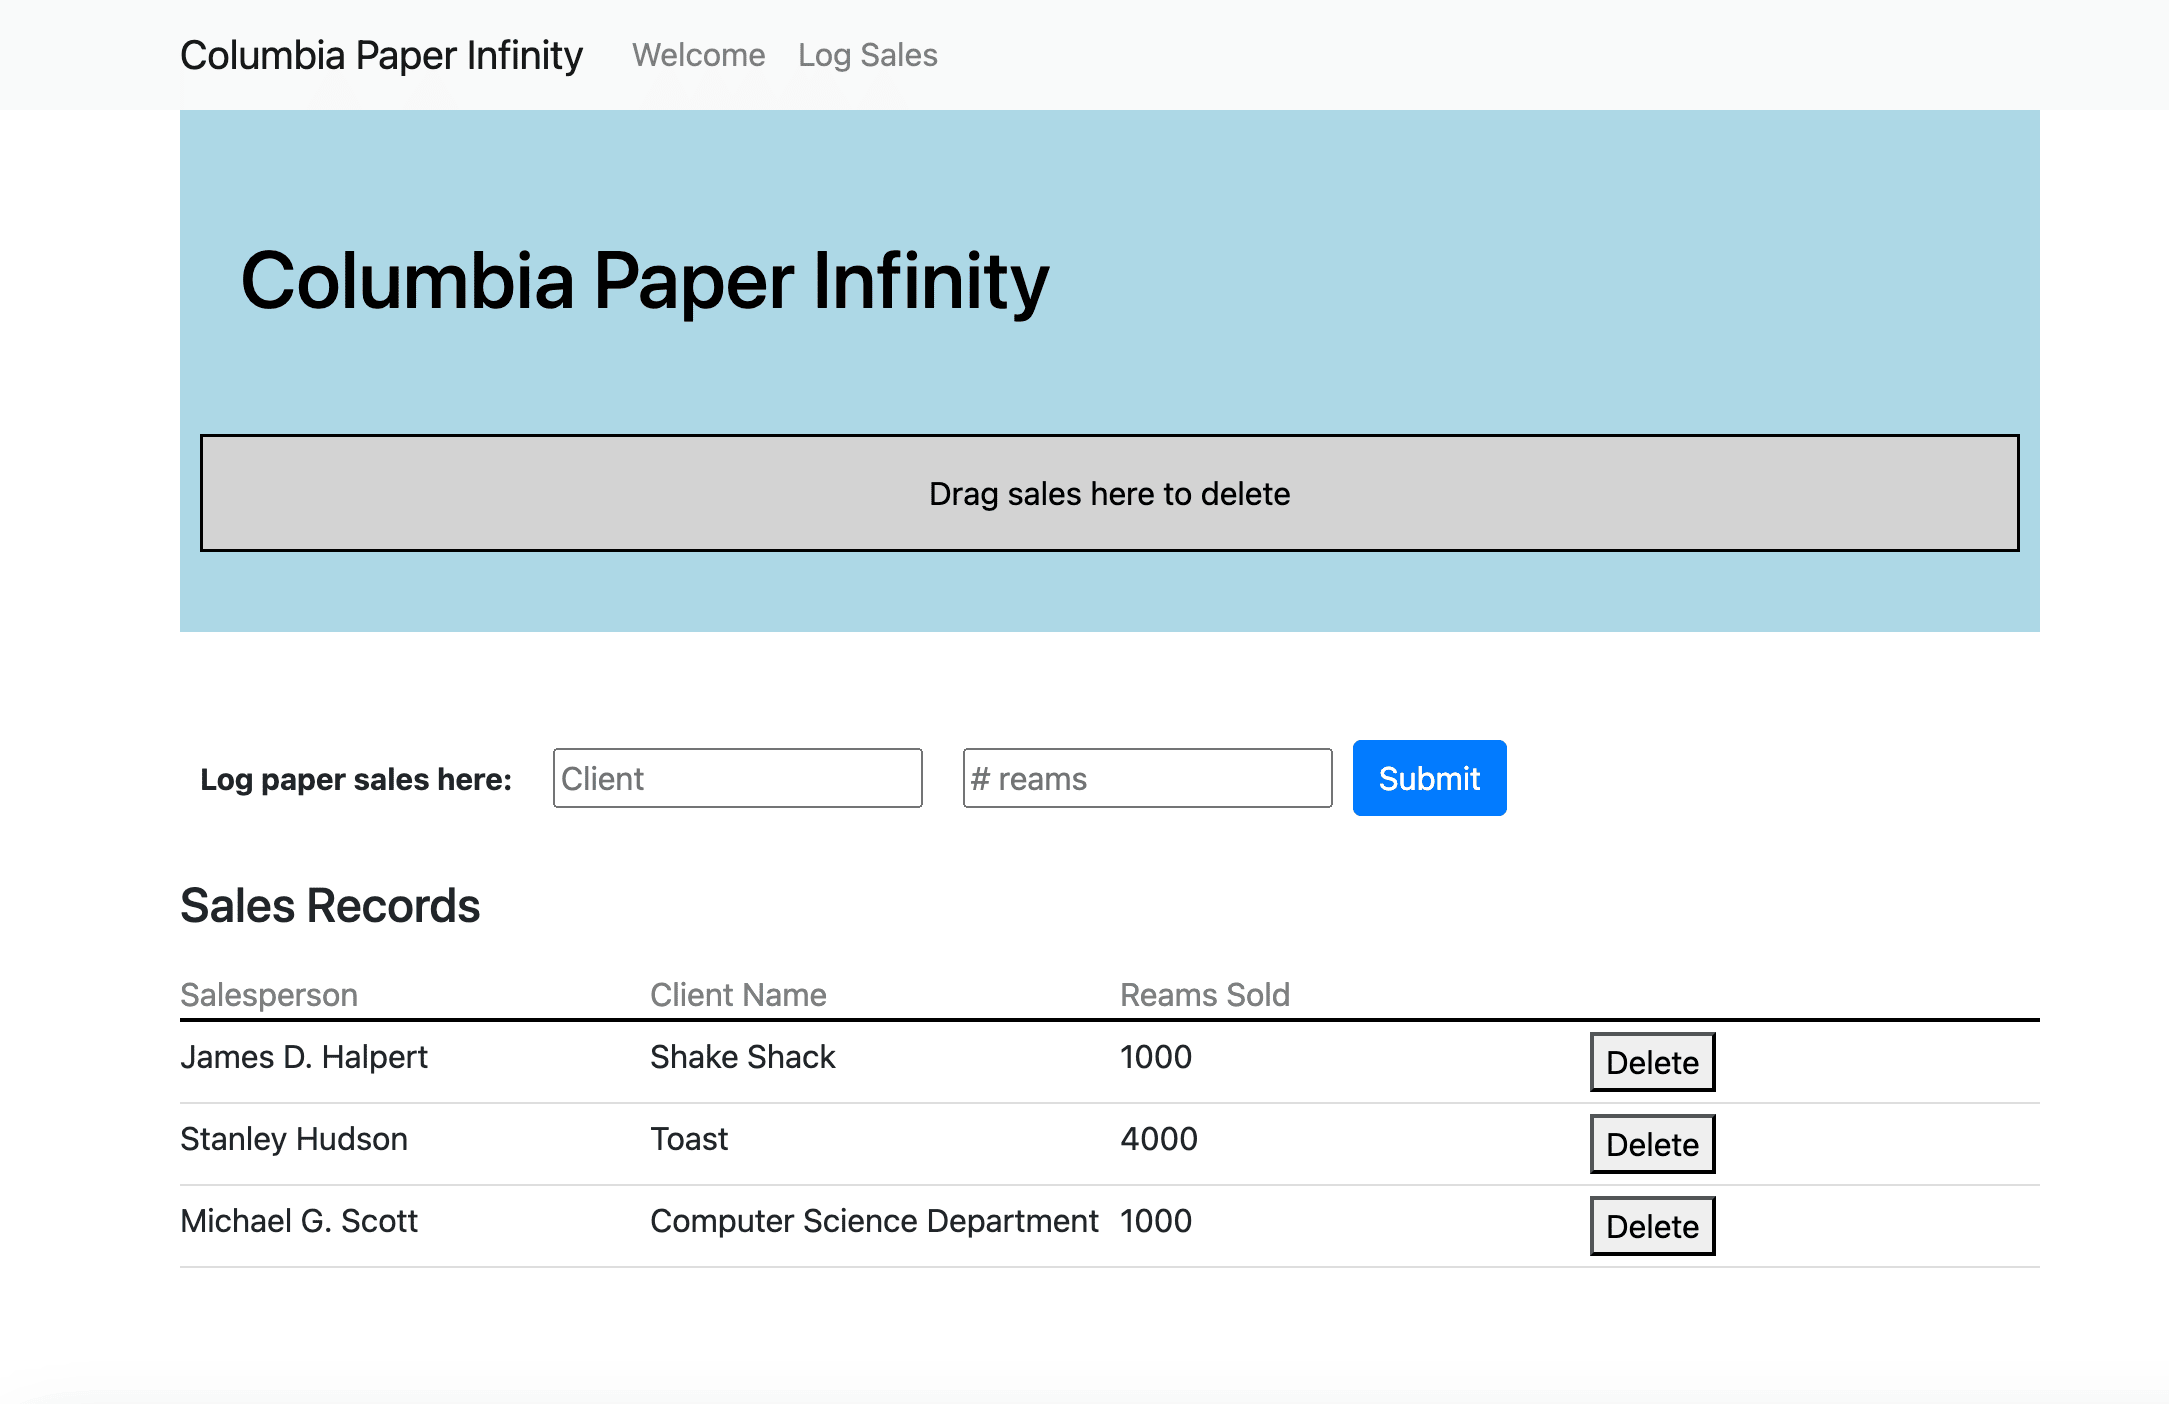 Columbia Paper Infinity Welcome Log Sales
Columbia Paper Infinity
Drag sales here to delete
Log paper sales here: Client # reams Submit
Sales Records
Salesperson Client Name Reams Sold
James D. Halpert Shake Shack 1000 Delete
Stanley Hudson Toast 4000 Delete
Michael G. Scott Computer Science Department 1000 Delete